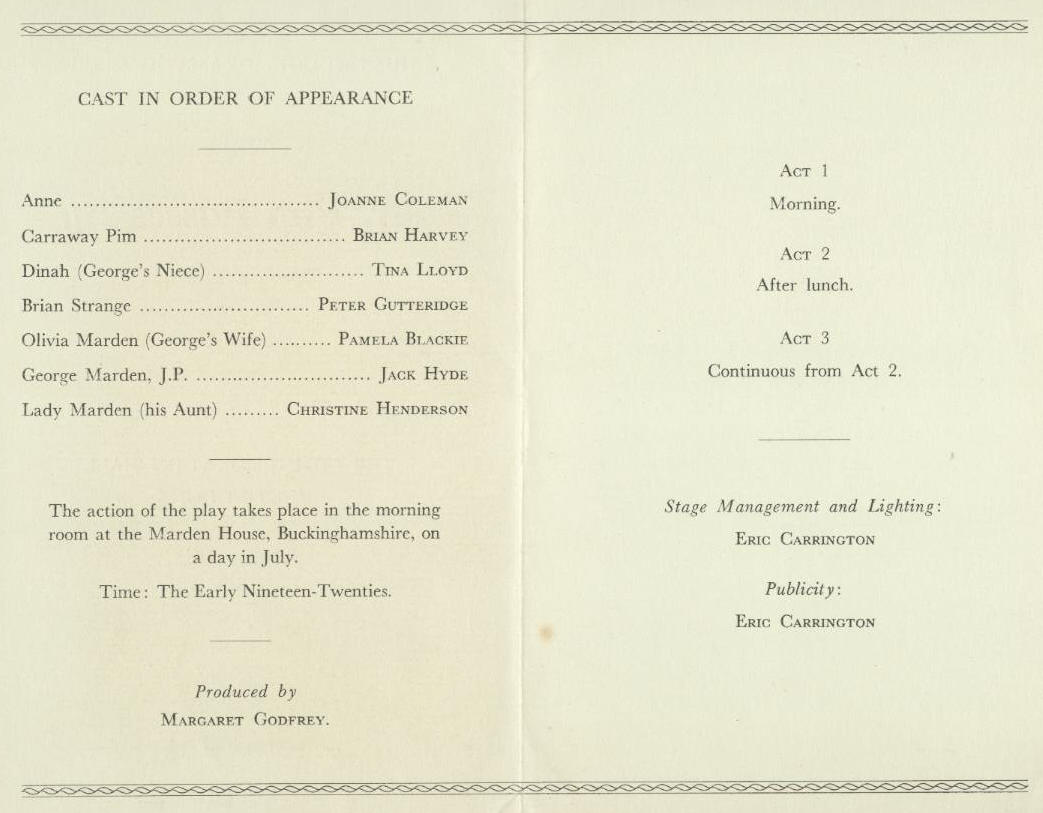 CAST IN ORDER OF APPEARANCE
Anne ........................................ JOANNE COLEMAN
Carraway Pim ................................. BRIAN HARVEY
Dinah (George's Niece) ......................... TINA LLOYD
Brian Strange ............................ PETER GUTTERIDGE
Olivia Marden (George's Wife) .......... PAMELA BLACKIE
George Marden, J.P. ............................. JACK HYDE
Lady Marden (his Aunt) ......... CHRISTINE HENDERSON
The action of the play takes place in the morning
room at the Marden House, Buckinghamshire, on
a day in July.
Time: The Early Nineteen-Twenties.
Produced by
MARGARET GODFREY.
ACT 1
Morning.
ACT 2
After lunch.
ACT 3
Continuous from Act 2.
Stage Management and Lighting:
ERIC CARRINGTON
Publicity:
ERIC CARRINGTON